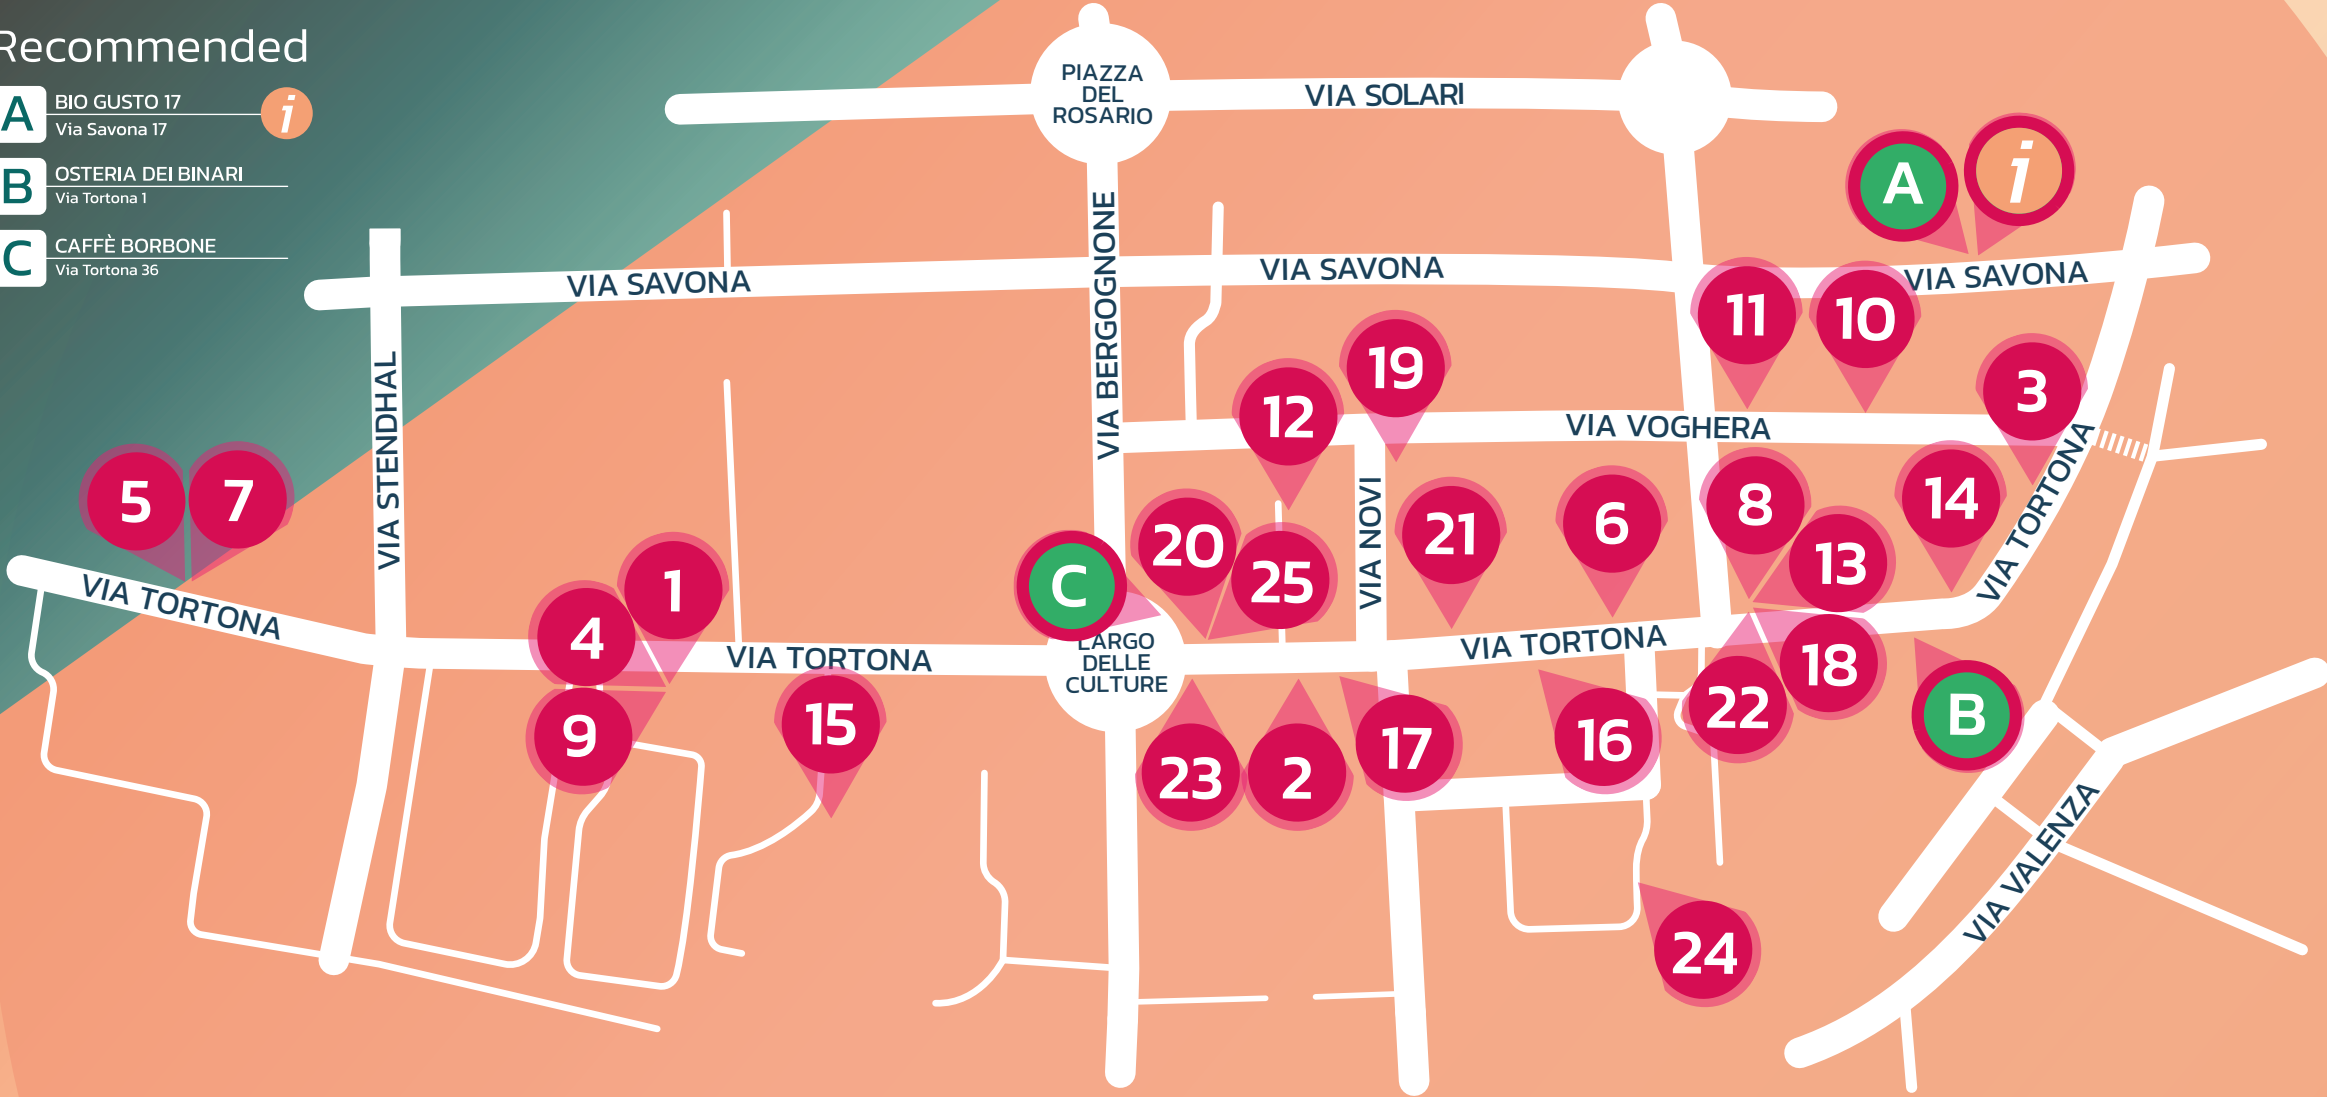 Recommended
A
BIO GUSTO 17
i
Via Savona 17
B
OSTERIA DEI BINARI
Via Tortona 1
C
CAFFÈ BORBONE
Via Tortona 36
PIAZZA
DEL
ROSARIO
VIA SOLARI
A
i
VIA SAVONA
VIA SAVONA
VIA SAVONA
VIA BERGOGNONE
VIA STENDHAL
11
10
19
12
3
VIA VOGHERA
5
7
VIA NOVI
20
25
21
6
8
13
14
VIA TORTONA
VIA TORTONA
1
4
C
LARGO
DELLE
CULTURE
VIA TORTONA
VIA TORTONA
9
15
23
2
17
16
22
18
B
VIA VALENZA
24